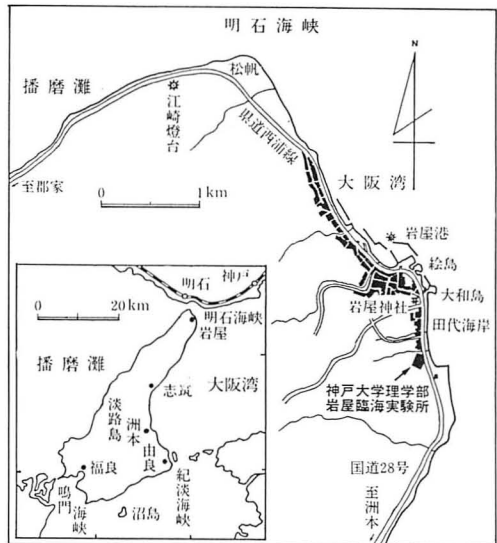 明石海峡
松帆
播磨灘
江崎燈台
県道西浦線
N
至郡家
0 1km
大阪湾
岩屋港
絵島
大和島
岩屋神社
田代海岸
神戸大学理学部
岩屋臨海実験所
国道28号
至洲本
0 20km
明石
神戸
明石海峡
岩屋
播磨灘
大阪湾
志筑
淡路島
洲本
由良
福良
紀淡海峡
鳴門海峡
沼島